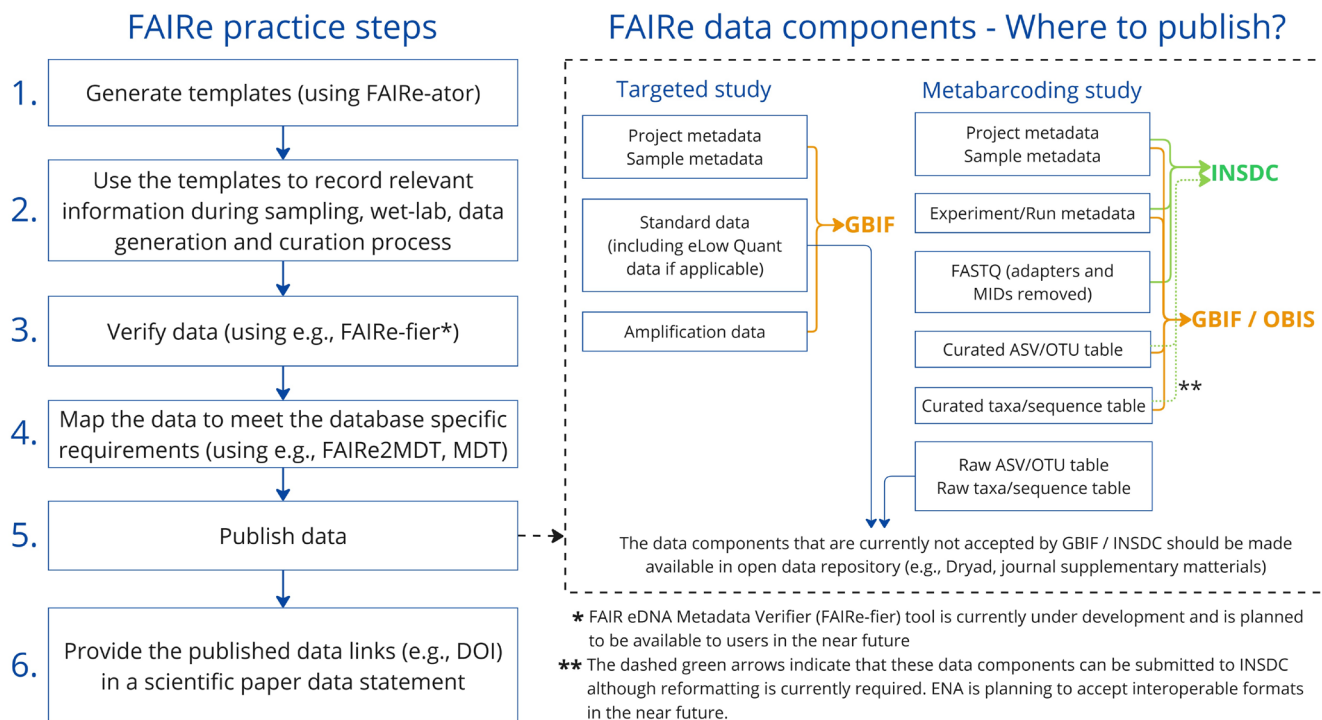 FAIRe practice steps
1.
Generate templates (using FAIRe-ator)
2.
Use the templates to record relevant
information during sampling, wet-lab, data
generation and curation process
3.
Verify data (using e.g., FAIRe-fier*)
4.
Map the data to meet the database specific
requirements (using e.g., FAIRe2MDT, MDT)
5.
Publish data
6.
Provide the published data links (e.g., DOI)
in a scientific paper data statement
FAIRe data components - Where to publish?
Targeted study
Project metadata
Sample metadata
Standard data
(including eLow Quant
data if applicable)
Amplification data
GBIF
Metabarcoding study
Project metadata
Sample metadata
Experiment/Run metadata
FASTQ (adapters and
MIDs removed)
Curated ASV/OTU table
Curated taxa/sequence table
Raw ASV/OTU table
Raw taxa/sequence table
INSDC
GBIF / OBIS
**
The data components that are currently not accepted by GBIF / INSDC should be made
available in open data repository (e.g., Dryad, journal supplementary matterials)
* FAIR eDNA Metadata Verifier (FAIRe-fier) tool is currently under development and is planned
to be available to users in the near future
** The dashed green arrows indicate that these data components can be submitted to INSDC
although reformatting is currently required. ENA is planning to accept interoperable formats
in the near future.